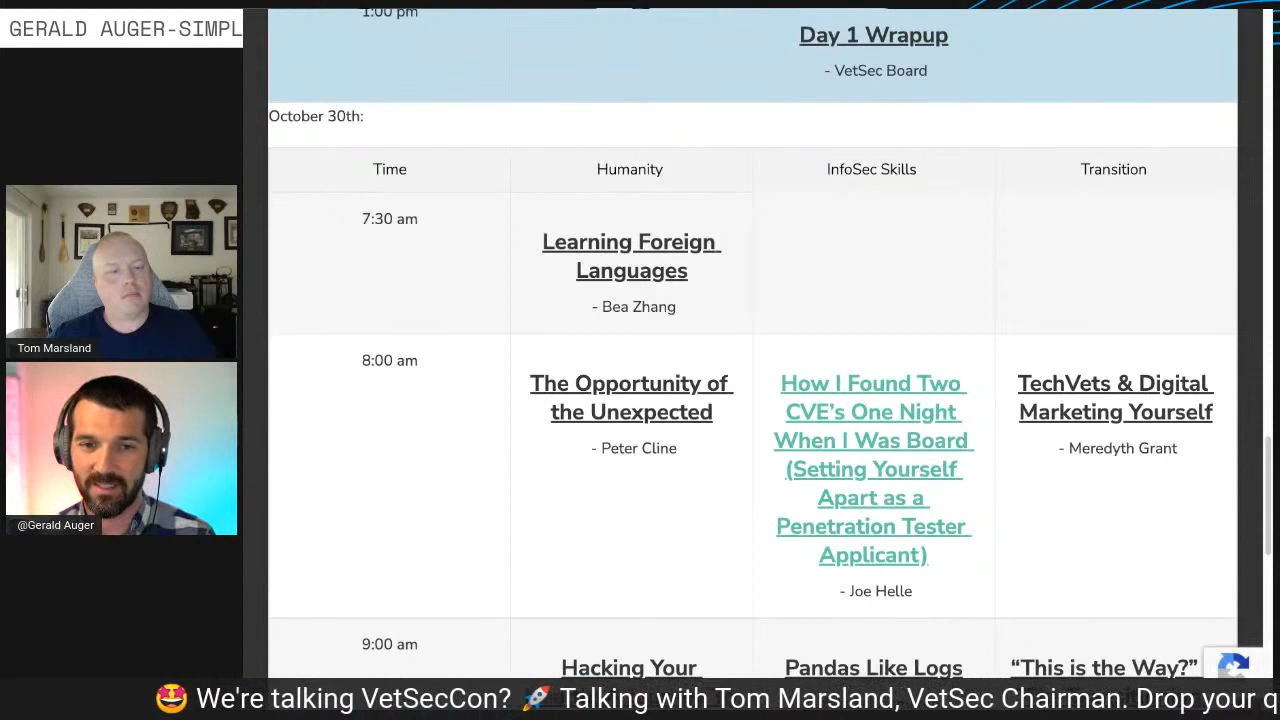 GERALD AUGER-SIMPL
1:00 pm
Day 1 Wrapup
- VetSec Board
October 30th:
Time
Humanity
InfoSec Skills
Transition
7:30 am
Learning Foreign
Languages
- Bea Zhang
8:00 am
The Opportunity of
the Unexpected
- Peter Cline
How I Found Two
CVE's One Night
When I Was Board
(Setting Yourself
Apart as a
Penetration Tester
Applicant)
- Joe Helle
TechVets & Digital
Marketing Yourself
- Meredyth Grant
9:00 am
Hacking Your
Pandas Like Logs
“This is the Way?”
Tom Marsland
@Gerald Auger
🤩 We're talking VetSecCon? 🚀 Talking with Tom Marsland, VetSec Chairman. Drop your q